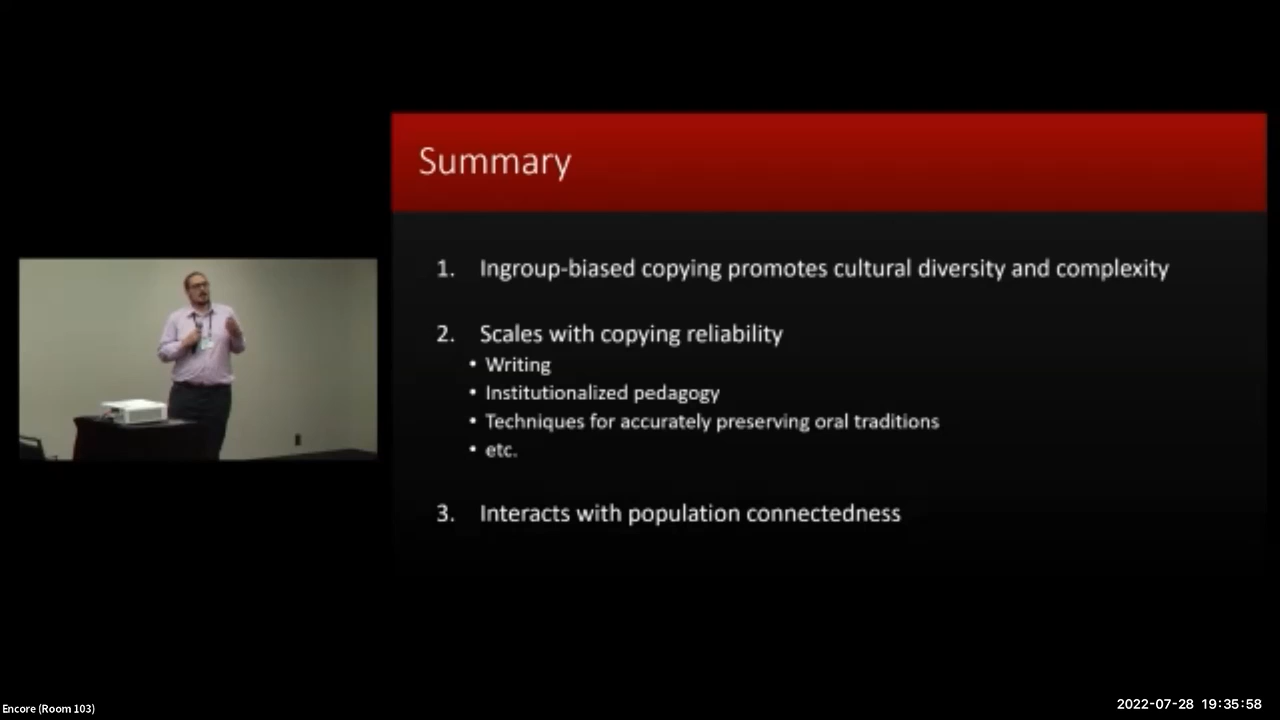 Summary
1. Ingroup-biased copying promotes cultural diversity and complexity
2. Scales with copying reliability
• Writing
• Institutionalized pedagogy
• Techniques for accurately preserving oral traditions
• etc.
3. Interacts with population connectedness
Encore (Room 103)
2022-07-28 19:35:58